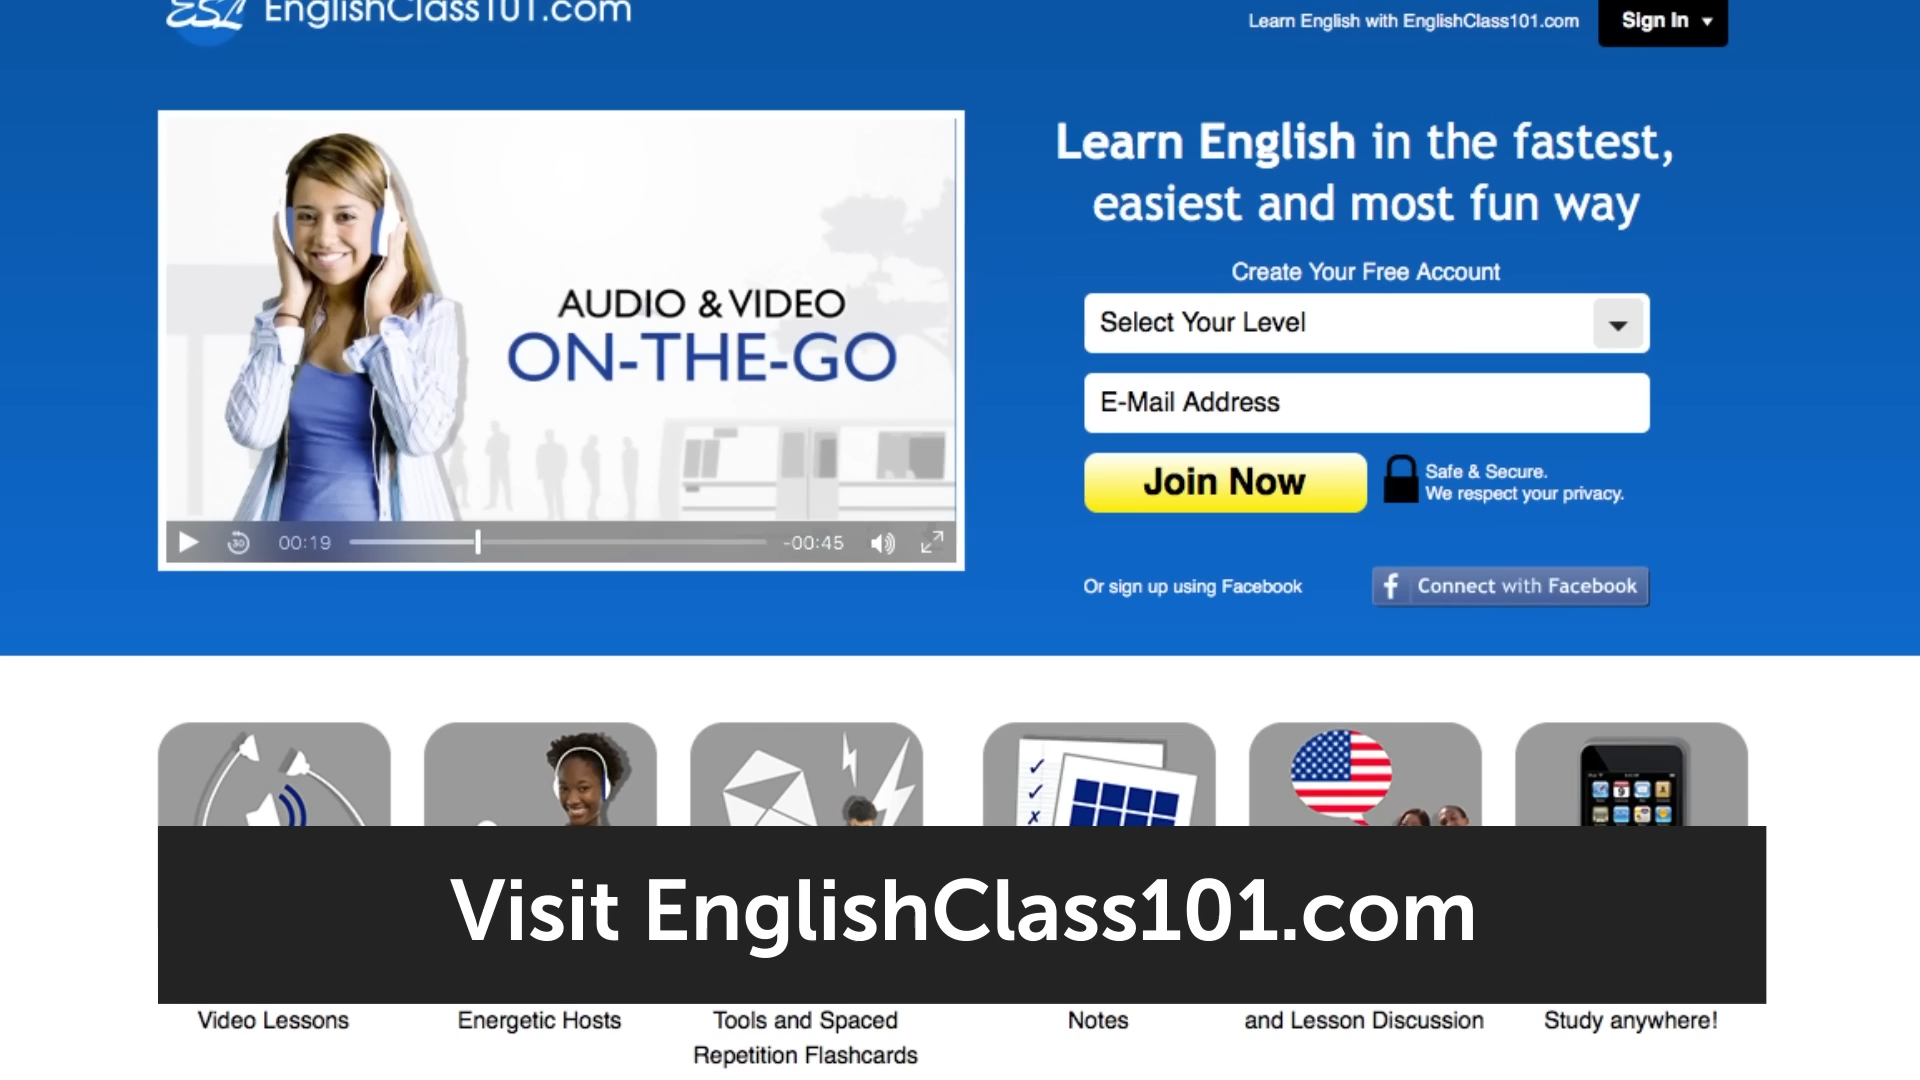 ESL EnglishClass101.com
Learn English with EnglishClass101.com
Sign In
AUDIO & VIDEO
ON-THE-GO
30
00:19
-00:45
Learn English in the fastest,
easiest and most fun way
Create Your Free Account
Select Your Level
E-Mail Address
Join Now
Safe & Secure.
We respect your privacy.
Or sign up using Facebook
f Connect with Facebook
Visit EnglishClass101.com
Video Lessons
Energetic Hosts
Tools and Spaced
Repetition Flashcards
Notes
and Lesson Discussion
Study anywhere!